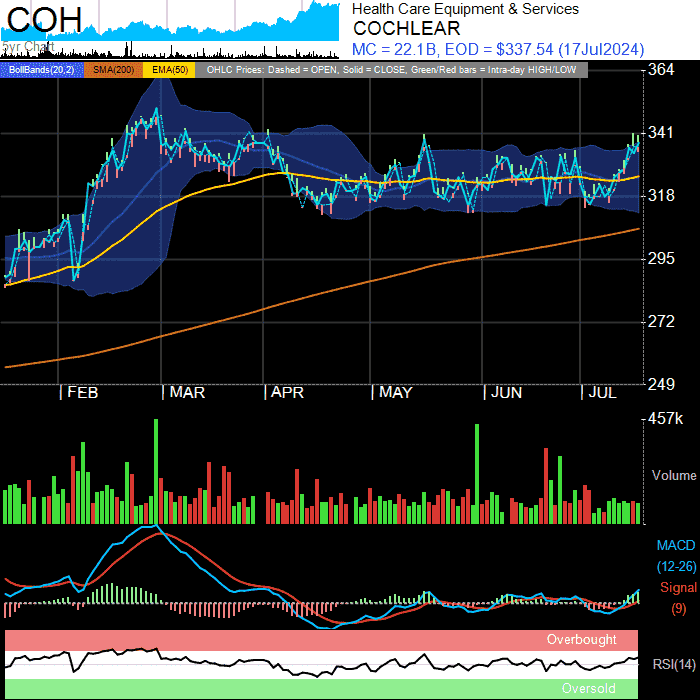 COH
5yr Chart
Health Care Equipment & Services
COCHLEAR
MC = 22.1B, EOD = $337.54 (17Jul2024)
BollBands(20,2) SMA(200) EMA(50) OHLC Prices: Dashed = OPEN, Solid = CLOSE, Green/Red bars = Intra-day HIGH/LOW
364
341
318
295
272
249
FEB MAR APR MAY JUN JUL
457k
Volume
MACD
(12-26)
Signal
(9)
Overbought
RSI(14)
Oversold